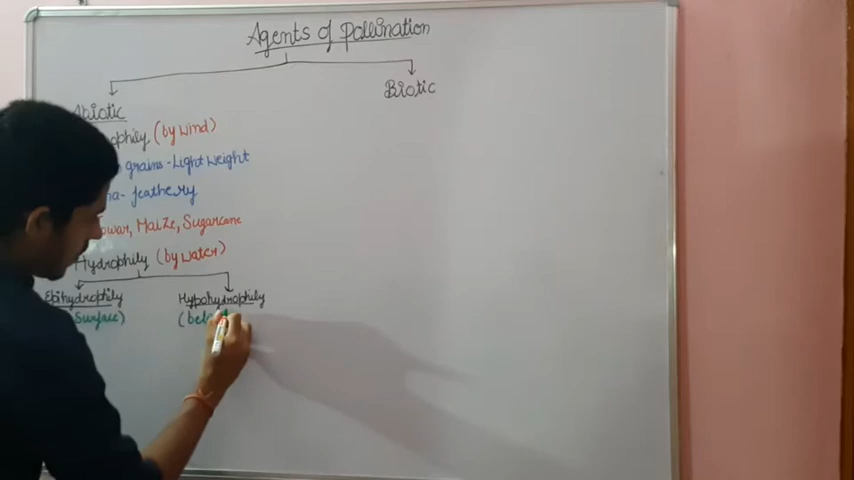 Agents of pollination
Abiotic
Biotic
(by wind)
grains - Light weight
feathery
Maize, Sugarcane
Hydrophily (by water)
Epihydrophily
Hypohydrophily
Surface)